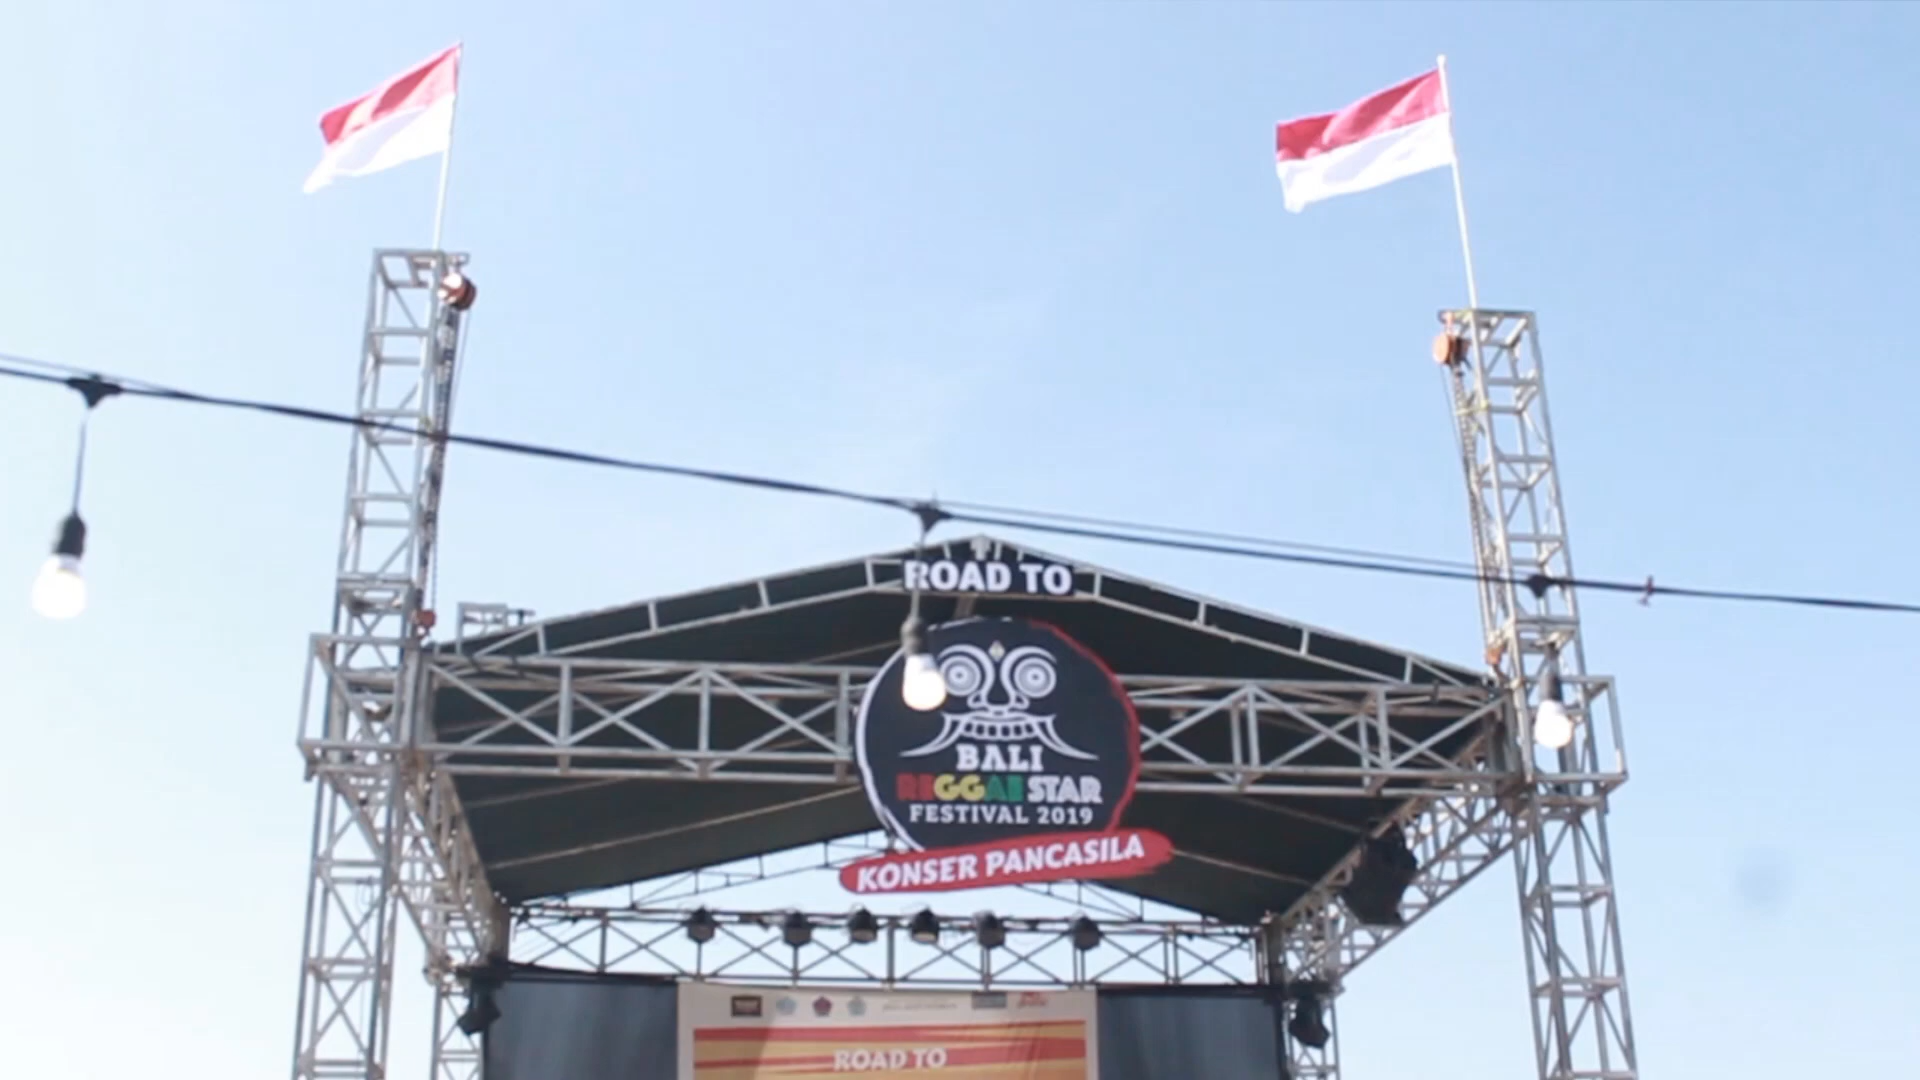 ROAD TO
BALI
REGGAE STAR
FESTIVAL 2019
KONSER PANCASILA
ROAD TO